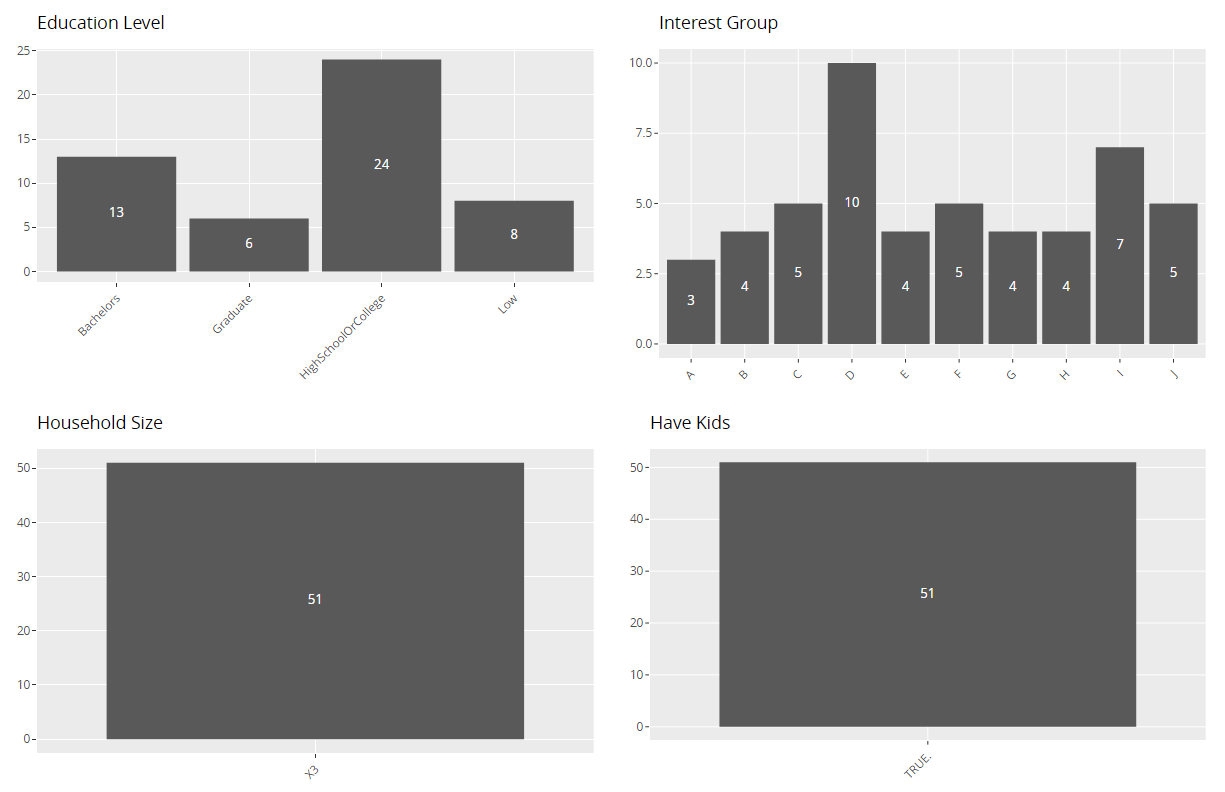 Education Level
25
20
15
10
5
0
13
6
24
8
Bachelors
Graduate
HighSchoolOrCollege
Low
Interest Group
10.0
7.5
5.0
2.5
0.0
3
4
5
10
4
5
4
4
7
5
A
B
C
D
E
F
G
H
I
J
Household Size
50
40
30
20
10
0
51
X3
Have Kids
50
40
30
20
10
0
51
TRUE.